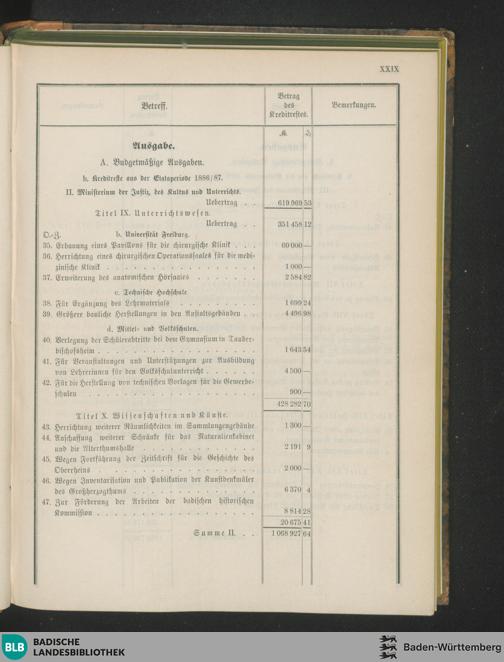 XXIX
Betreff.
Betrag
des
Kreditrestes.
Bemerkungen.
ℳ. ₰
Ausgabe.
A. Budgetmäßige Ausgaben.
b. Kreditreste aus der Etatsperiode 1886/87.
II. Ministerium der Justiz, des Kultus und Unterrichts.
Uebertrag . . 619 969 53
Titel IX. Unterrichtswesen.
Uebertrag . . 351 458 12
O.-Z. b. Universität Freiburg.
35. Erbauung eines Pavillons für die chirurgische Klinik . . . 60 000 —
36. Herrichtung eines chirurgischen Operationssaales für die medi-
zinische Klinik . . . 1 000 —
37. Erweiterung des anatomischen Hörsaales . . . 2 584 82
c. Technische Hochschule.
38. Für Ergänzung des Lehrmaterials . . . 1 699 24
39. Größere bauliche Herstellungen in den Anstaltsgebäuden . . 4 496 98
d. Mittel- und Volksschulen.
40. Verlegung der Schülerabtritte bei dem Gymnasium in Tauber-
bischofsheim . . . 1 643 54
41. Für Veranstaltungen und Unterstützungen zur Ausbildung
von Lehrerinnen für den Volksschulunterricht . . . 4 500 —
42. Für die Herstellung von technischen Vorlagen für die Gewerbe-
schulen . . . 900 —
428 282 70
Titel X. Wissenschaften und Künste.
43. Herrichtung weiterer Räumlichkeiten im Sammlungengebäude 1 300 —
44. Anschaffung weiterer Schränke für das Naturalienkabinet
und die Alterthumshalle . . . 2 191 9
45. Wegen Fortführung der Zeitschrift für die Geschichte des
Oberrheins . . . 2 000 —
46. Wegen Inventarisation und Publikation der Kunstdenkmäler
des Großherzogthums . . . 6 370 4
47. Zur Förderung der Arbeiten der badischen historischen
Kommission . . . 8 814 28
20 675 41
Summe II. . . 1 068 927 64
BLB
BADISCHE
LANDESBIBLIOTHEK
Baden-Württemberg